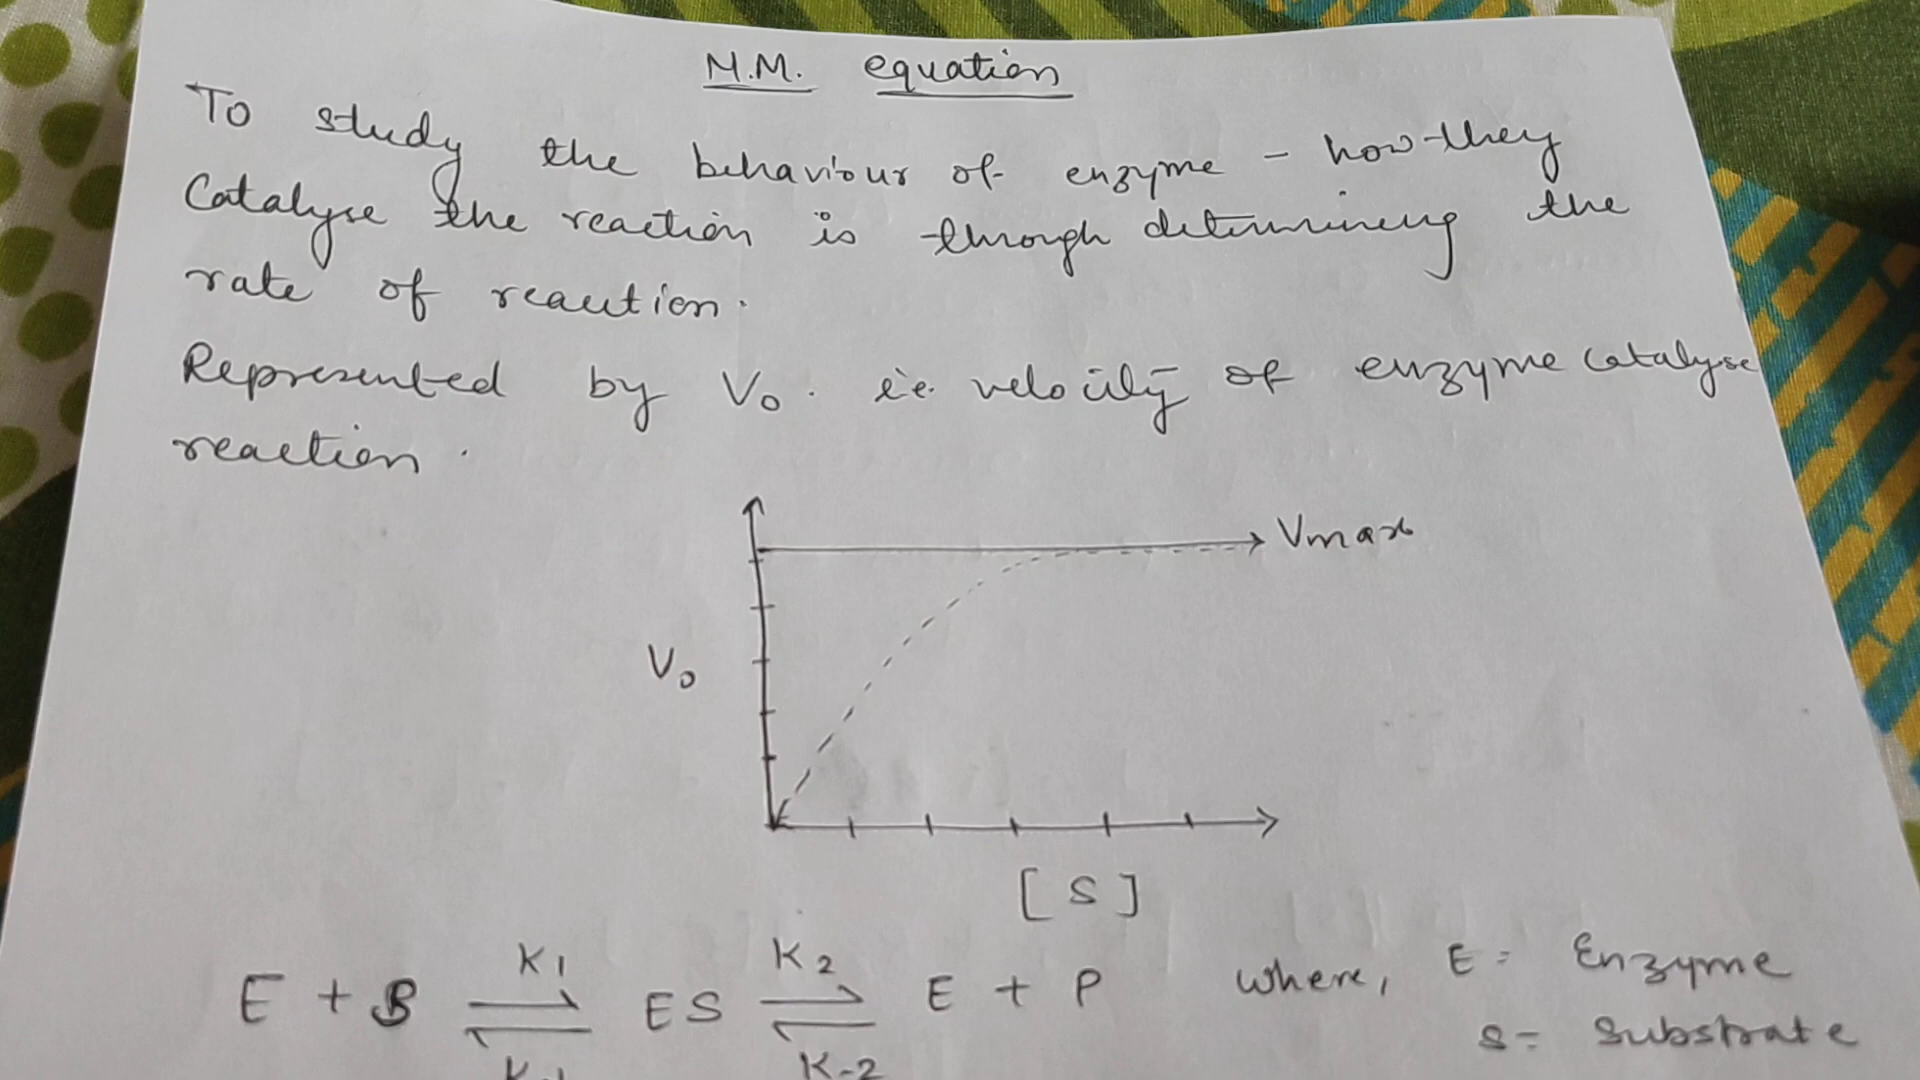 M.M. equation
To study the behaviour of enzyme - how they
Catalyse the reaction is through determining the
rate of reaction.
Represented by V₀. i.e. velocity of enzyme catalyse
reaction.
Vmax
V₀
[S]
K1 K2
E + S ⇌ ES ⇌ E + P where, E = Enzyme
K-1 K-2 S = Substrate